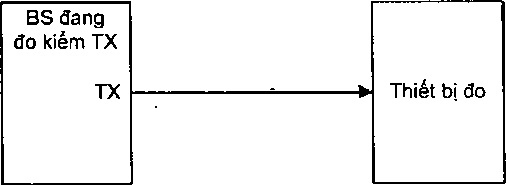 BS đang
đo kiểm TX
TX
Thiết bị đo